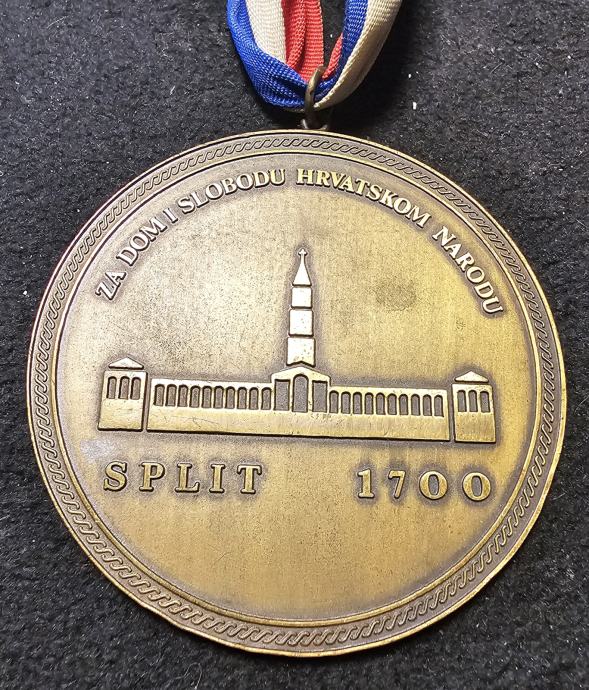 ZA DOM I SLOBODU HRVATSKOM NARODU
SPLIT 1700